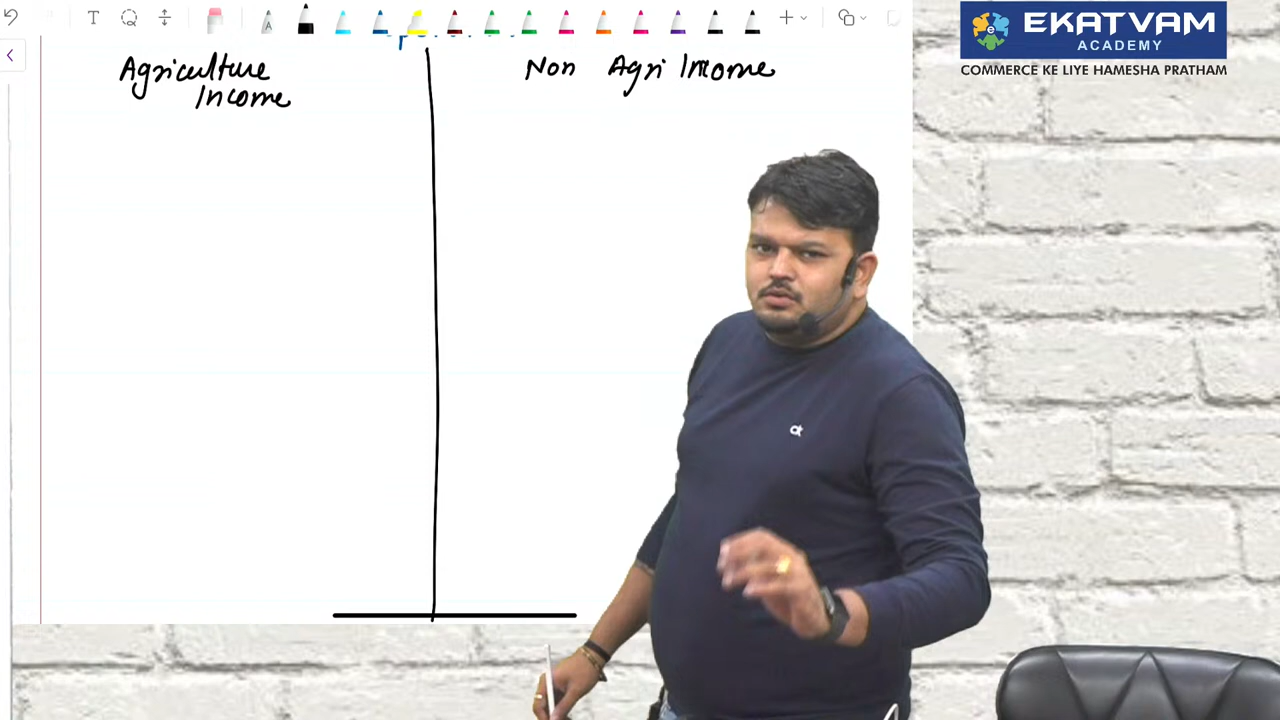 EKATVAM
ACADEMY
COMMERCE KE LIYE HAMESHA PRATHAM
Agriculture
Income
Non Agri Income